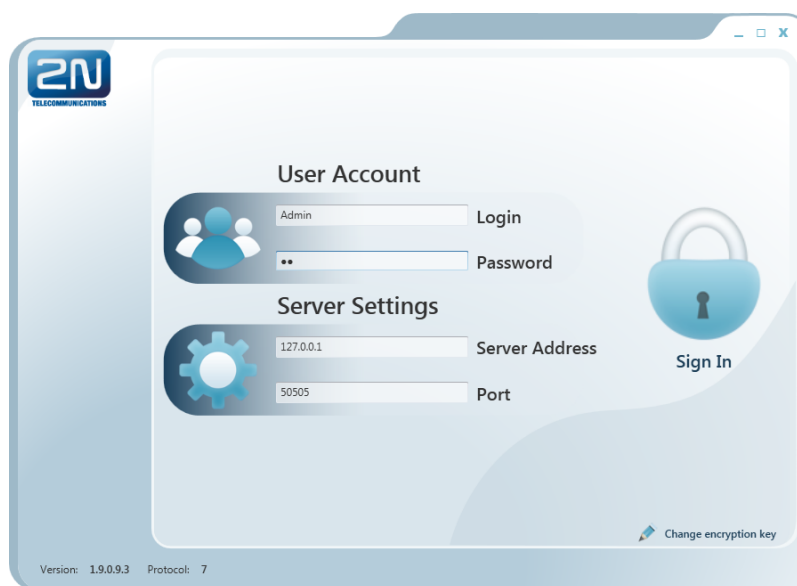 _ □ X
2N
TELECOMMUNICATIONS
User Account
Admin Login
•• Password
Server Settings
127.0.0.1 Server Address
50505 Port
Sign In
Change encryption key
Version: 1.9.0.9.3 Protocol: 7